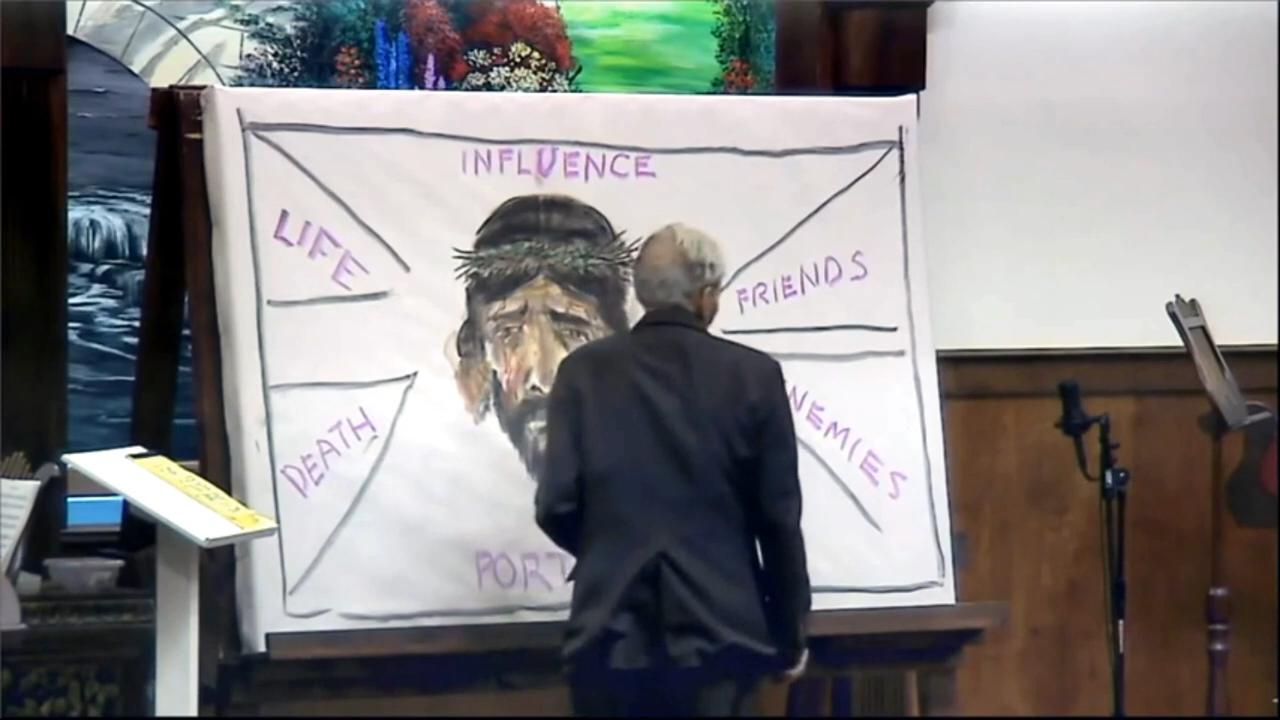 INFLUENCE
LIFE
FRIENDS
DEATH
NEMIES
PORT